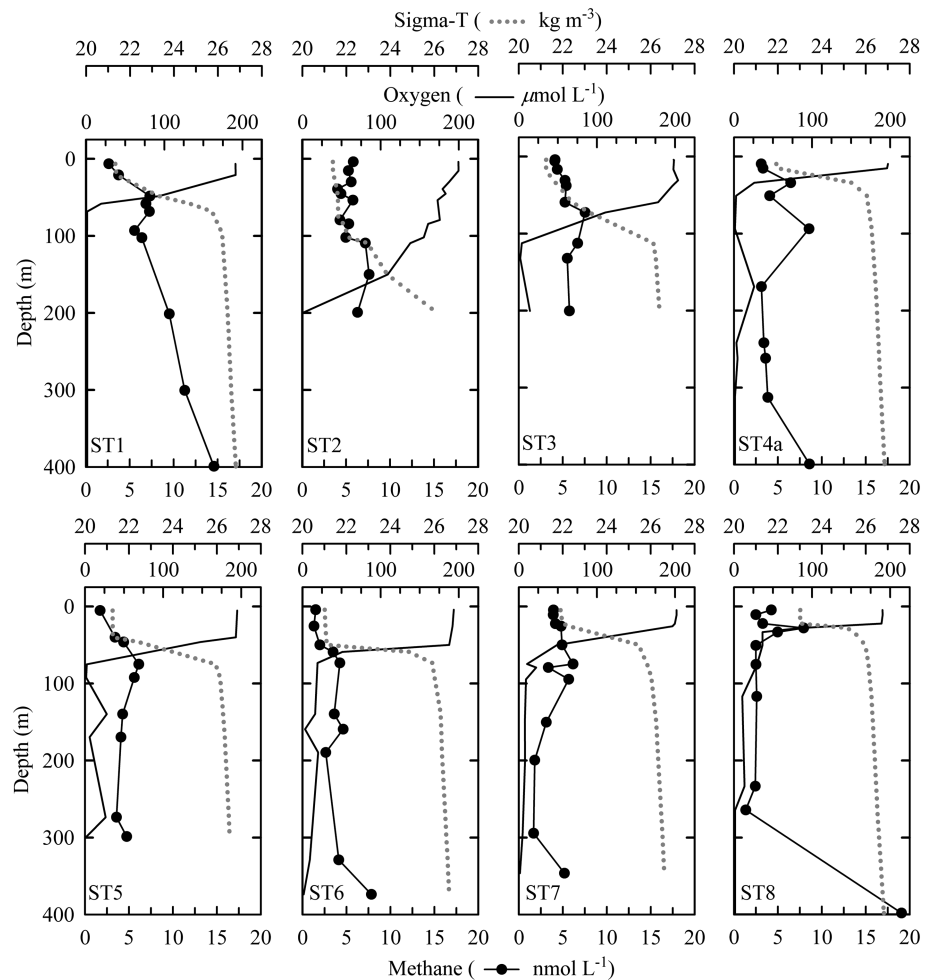 Sigma-T ( kg m-3)
20 22 24 26 28 20 22 24 26 28 20 22 24 26 28 20 22 24 26 28
Oxygen ( μmol L-1)
0 100 200 0 100 200 0 100 200 0 100 200
0
100
200
300
400
Depth (m)
ST1 ST2 ST3 ST4a
0 5 10 15 20 0 5 10 15 20 0 5 10 15 20 0 5 10 15 20
20 22 24 26 28 20 22 24 26 28 20 22 24 26 28 20 22 24 26 28
0 100 200 0 100 200 0 100 200 0 100 200
0
100
200
300
400
Depth (m)
ST5 ST6 ST7 ST8
0 5 10 15 20 0 5 10 15 20 0 5 10 15 20 0 5 10 15 20
Methane ( nmol L-1)